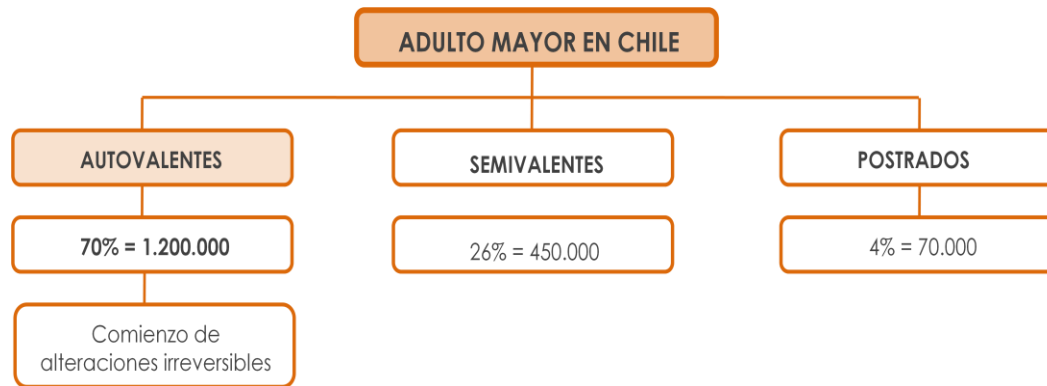 ADULTO MAYOR EN CHILE
AUTOVALENTES
SEMIVALENTES
POSTRADOS
70% = 1.200.000
26% = 450.000
4% = 70.000
Comienzo de
alteraciones irreversibles